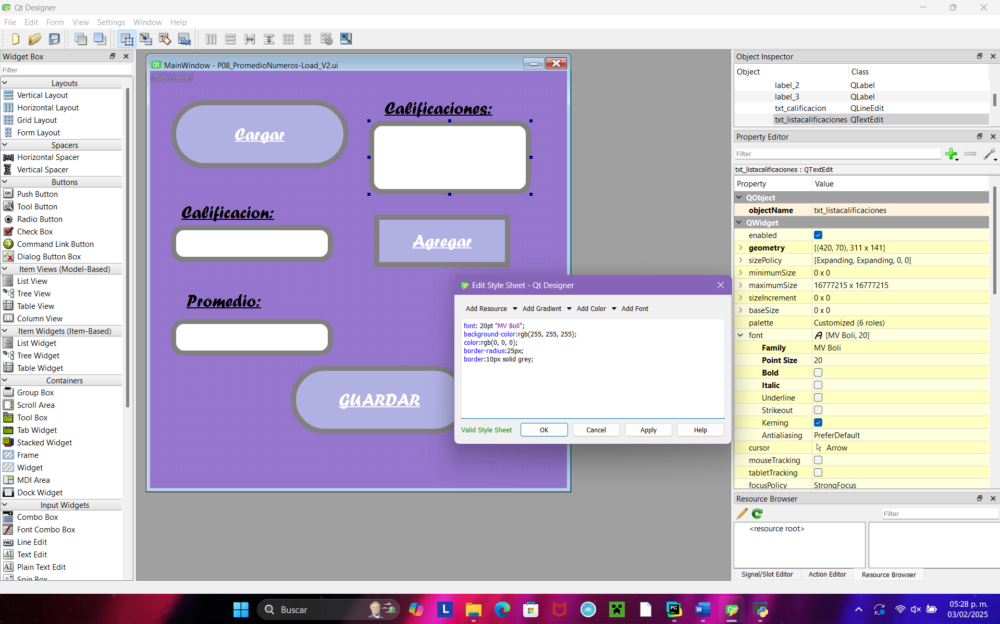 Qt Designer
File Edit Form View Settings Window Help
Widget Box
Filter
Layouts
Vertical Layout
Horizontal Layout
Grid Layout
Form Layout
Spacers
Horizontal Spacer
Vertical Spacer
Buttons
Push Button
Tool Button
Radio Button
Check Box
Command Link Button
Dialog Button Box
Item Views (Model-Based)
List View
Tree View
Table View
Column View
Item Widgets (Item-Based)
List Widget
Tree Widget
Table Widget
Containers
Group Box
Scroll Area
Tool Box
Tab Widget
Stacked Widget
Frame
Widget
MDI Area
Dock Widget
Input Widgets
Combo Box
Font Combo Box
Line Edit
Text Edit
Plain Text Edit
Spin Box
MainWindow - P08_PromedioNumeros-Load_V2.ui
Type Here
Cargar
Calificaciones:
Calificacion:
Agregar
Promedio:
GUARDAR
Edit Style Sheet - Qt Designer
Add Resource Add Gradient Add Color Add Font
font: 20pt "MV Boli";
background-color:rgb(255, 255, 255);
color:rgb(0, 0, 0);
border-radius:25px;
border:10px solid grey;
Valid Style Sheet OK Cancel Apply Help
Object Inspector
Object Class
label_2 QLabel
label_3 QLabel
txt_calificacion QLineEdit
txt_listacalificaciones QTextEdit
Property Editor
Filter
txt_listacalificaciones : QTextEdit
Property Value
QObject
objectName txt_listacalificaciones
QWidget
enabled
geometry [(420, 70), 311 x 141]
sizePolicy [Expanding, Expanding, 0, 0]
minimumSize 0 x 0
maximumSize 16777215 x 16777215
sizeIncrement 0 x 0
baseSize 0 x 0
palette Customized (6 roles)
font A [MV Boli, 20]
Family MV Boli
Point Size 20
Bold
Italic
Underline
Strikeout
Kerning
Antialiasing PreferDefault
cursor Arrow
mouseTracking
tabletTracking
focusPolicy StrongFocus
Resource Browser
Filter
<resource root>
Signal/Slot Editor Action Editor Resource Browser
Buscar
05:28 p. m.
03/02/2025